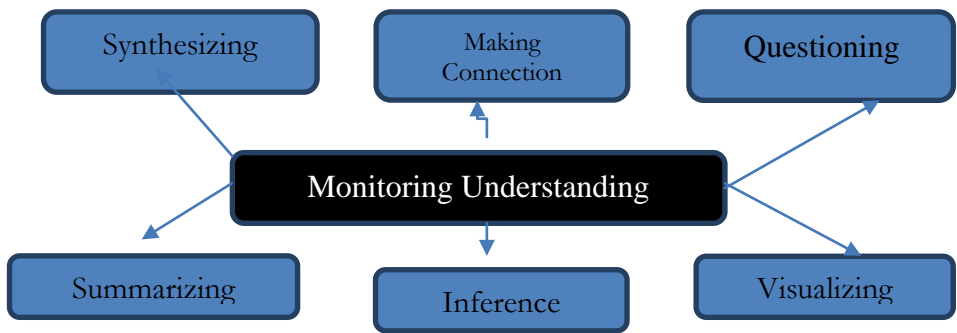 Synthesizing
Making
Connection
Questioning
Monitoring Understanding
Summarizing
Inference
Visualizing